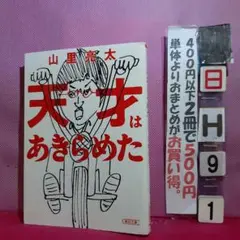 山里亮太
天才は
あきらめた
400円以下2冊で500円
単体よりおまとめがお買い得。
日
H
9
1